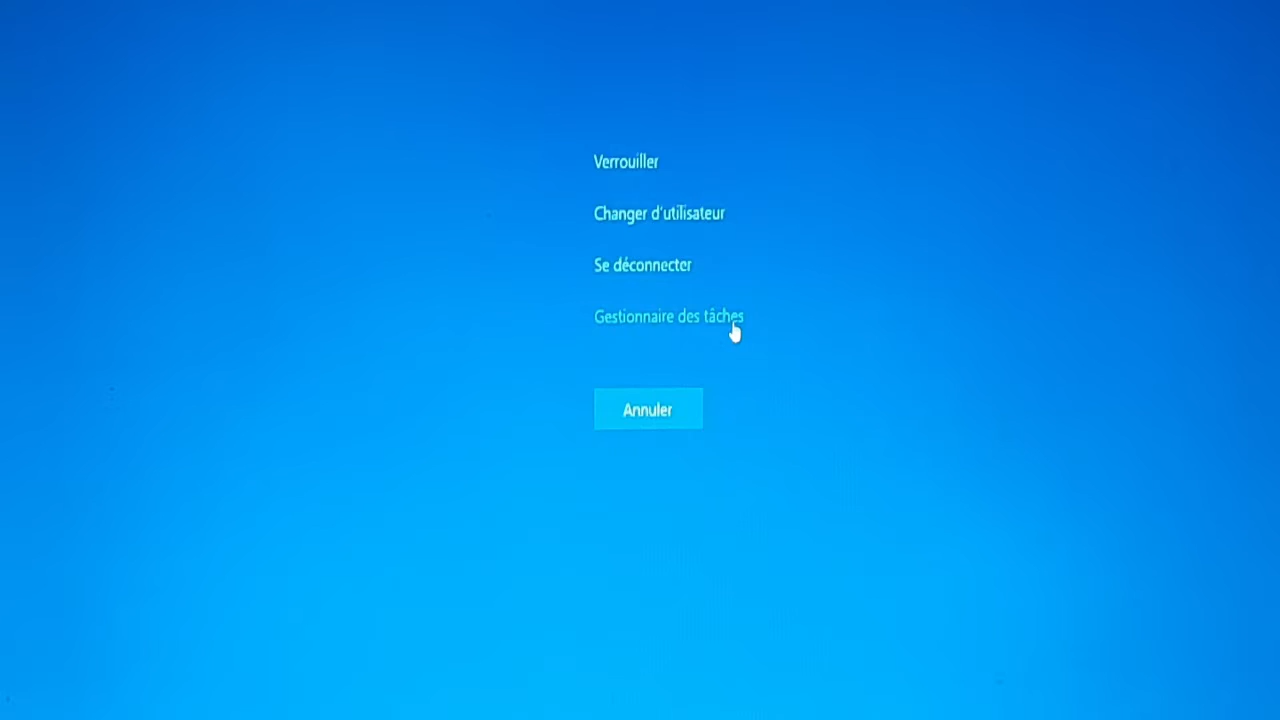 Verrouiller
Changer d'utilisateur
Se déconnecter
Gestionnaire des tâches
Annuler